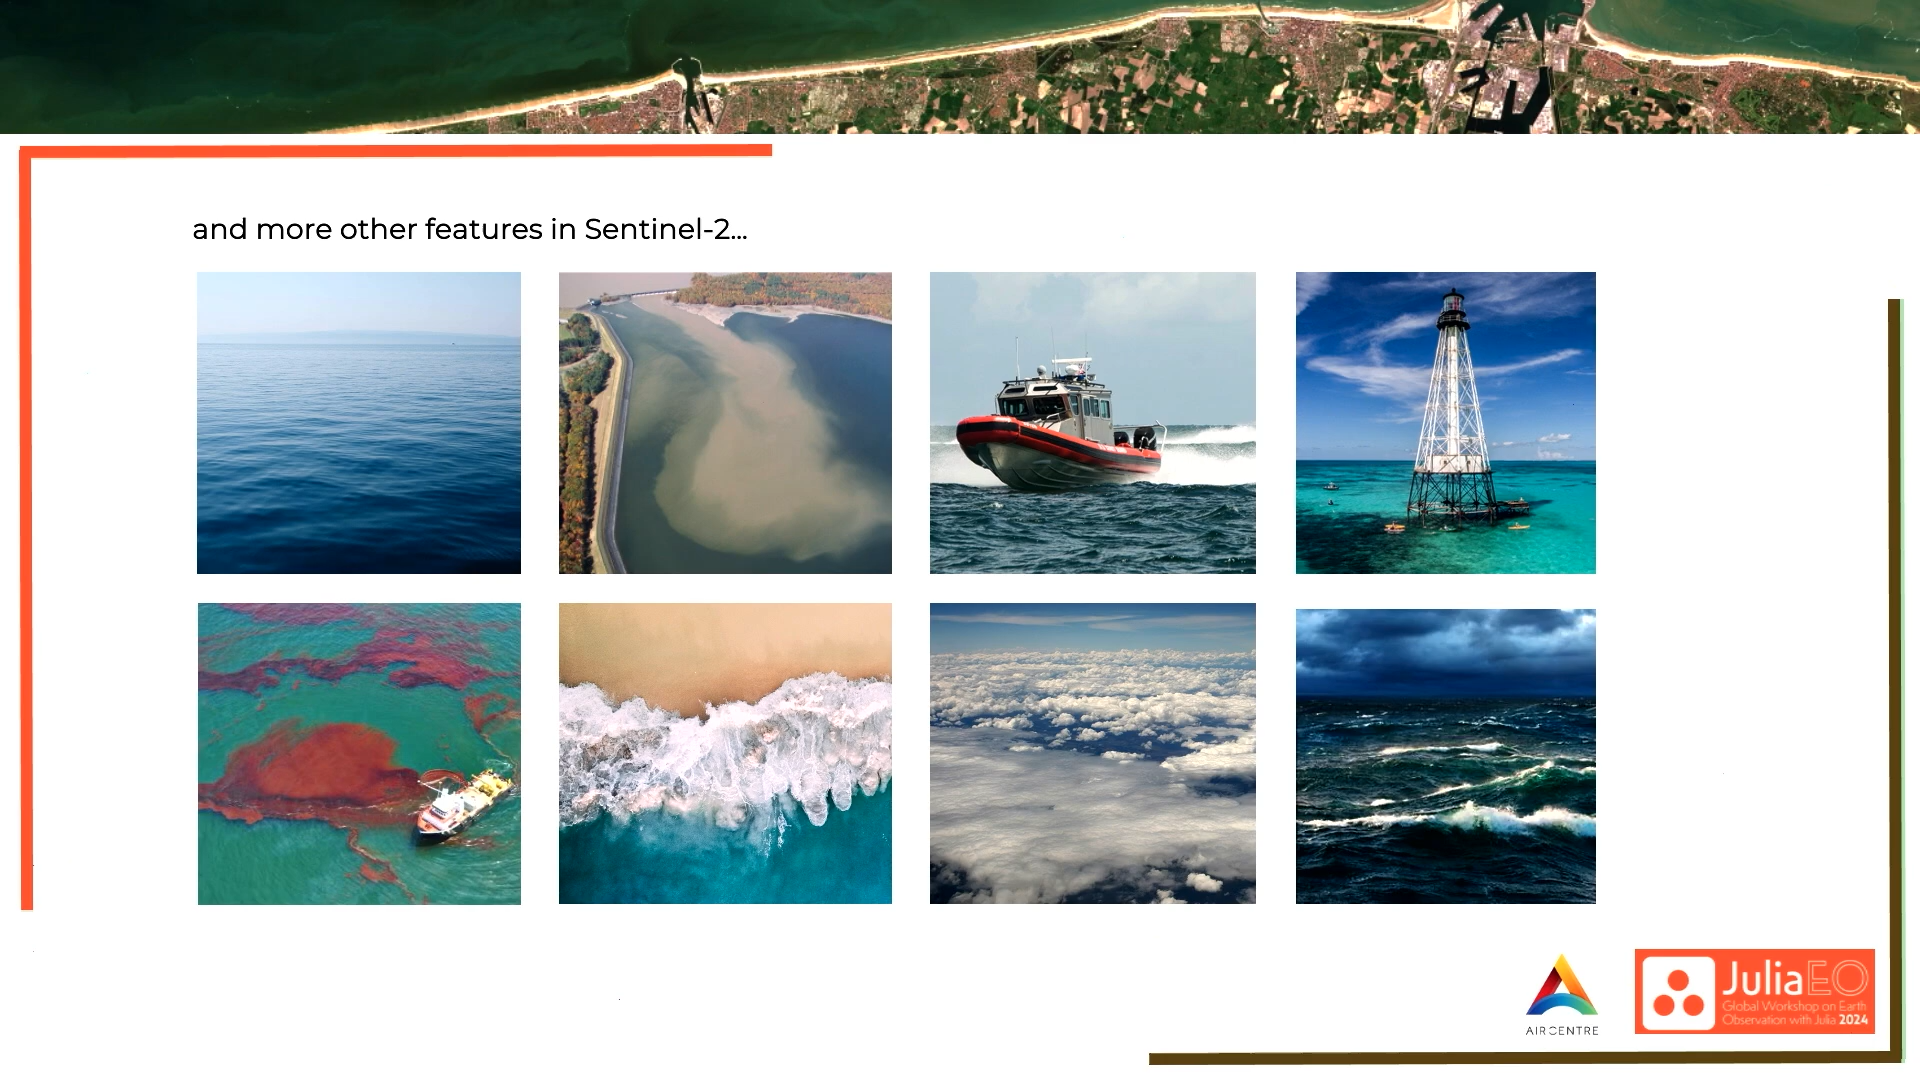 and more other features in Sentinel-2...
AIR CENTRE
JuliaEO
Global Workshop on Earth
Observation with Julia 2024